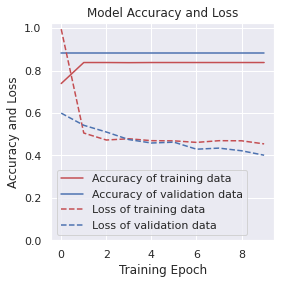 Model Accuracy and Loss
1.0
0.8
0.6
0.4
0.2
0.0
Accuracy and Loss
Accuracy of training data
Accuracy of validation data
Loss of training data
Loss of validation data
0 2 4 6 8
Training Epoch